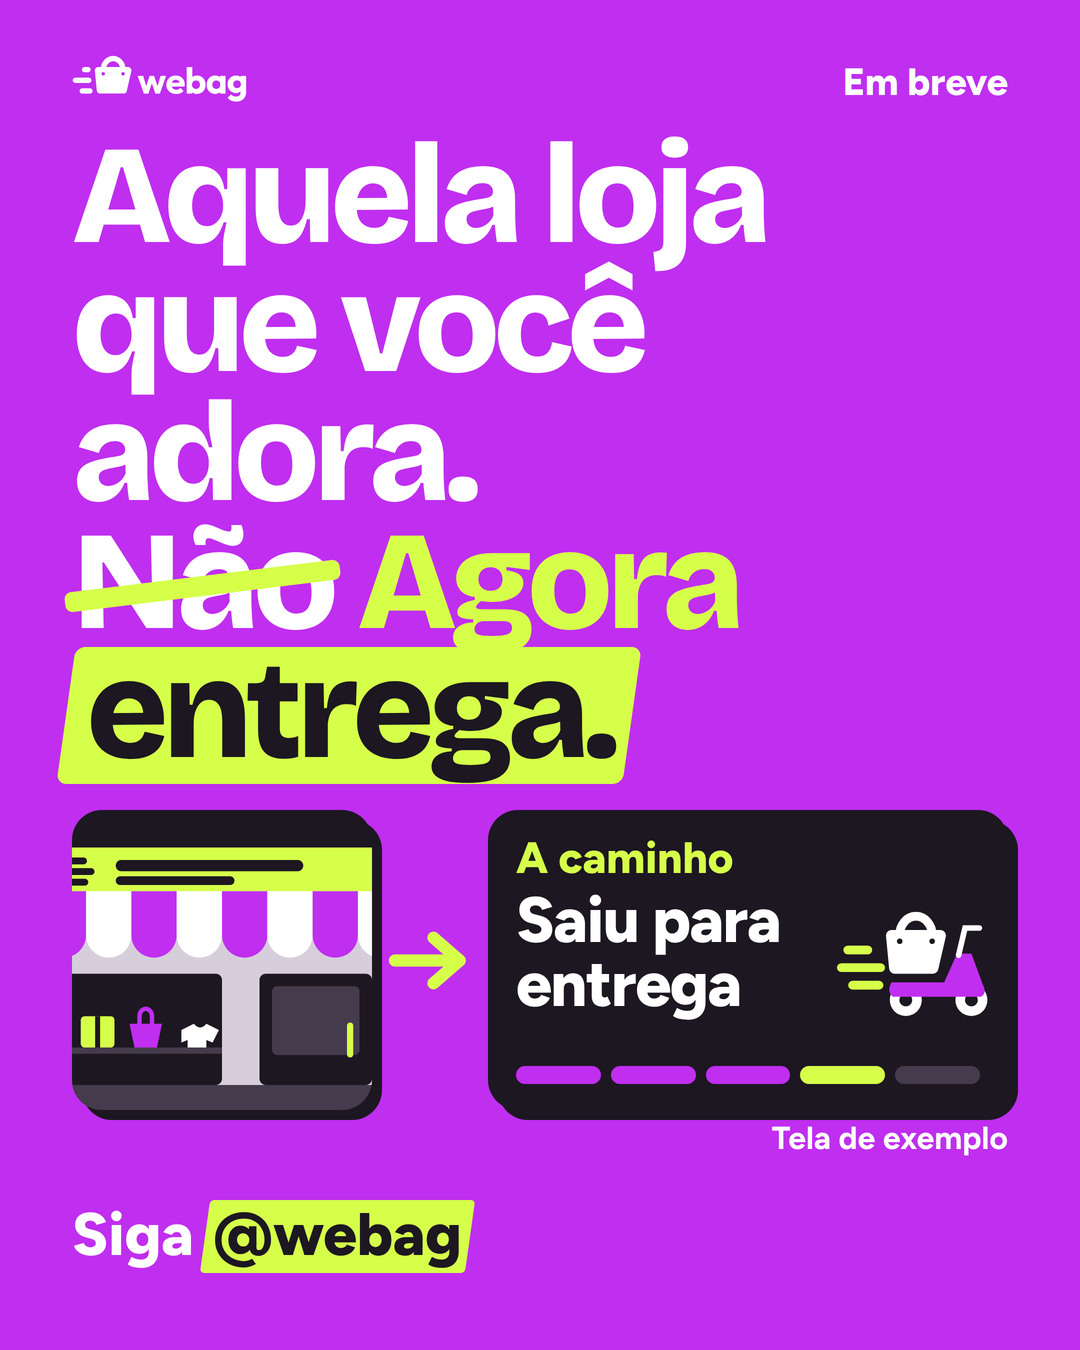 webag
Em breve
Aquela loja
que você
adora.
Não Agora
entrega.
A caminho
Saiu para
entrega
Tela de exemplo
Siga @webag